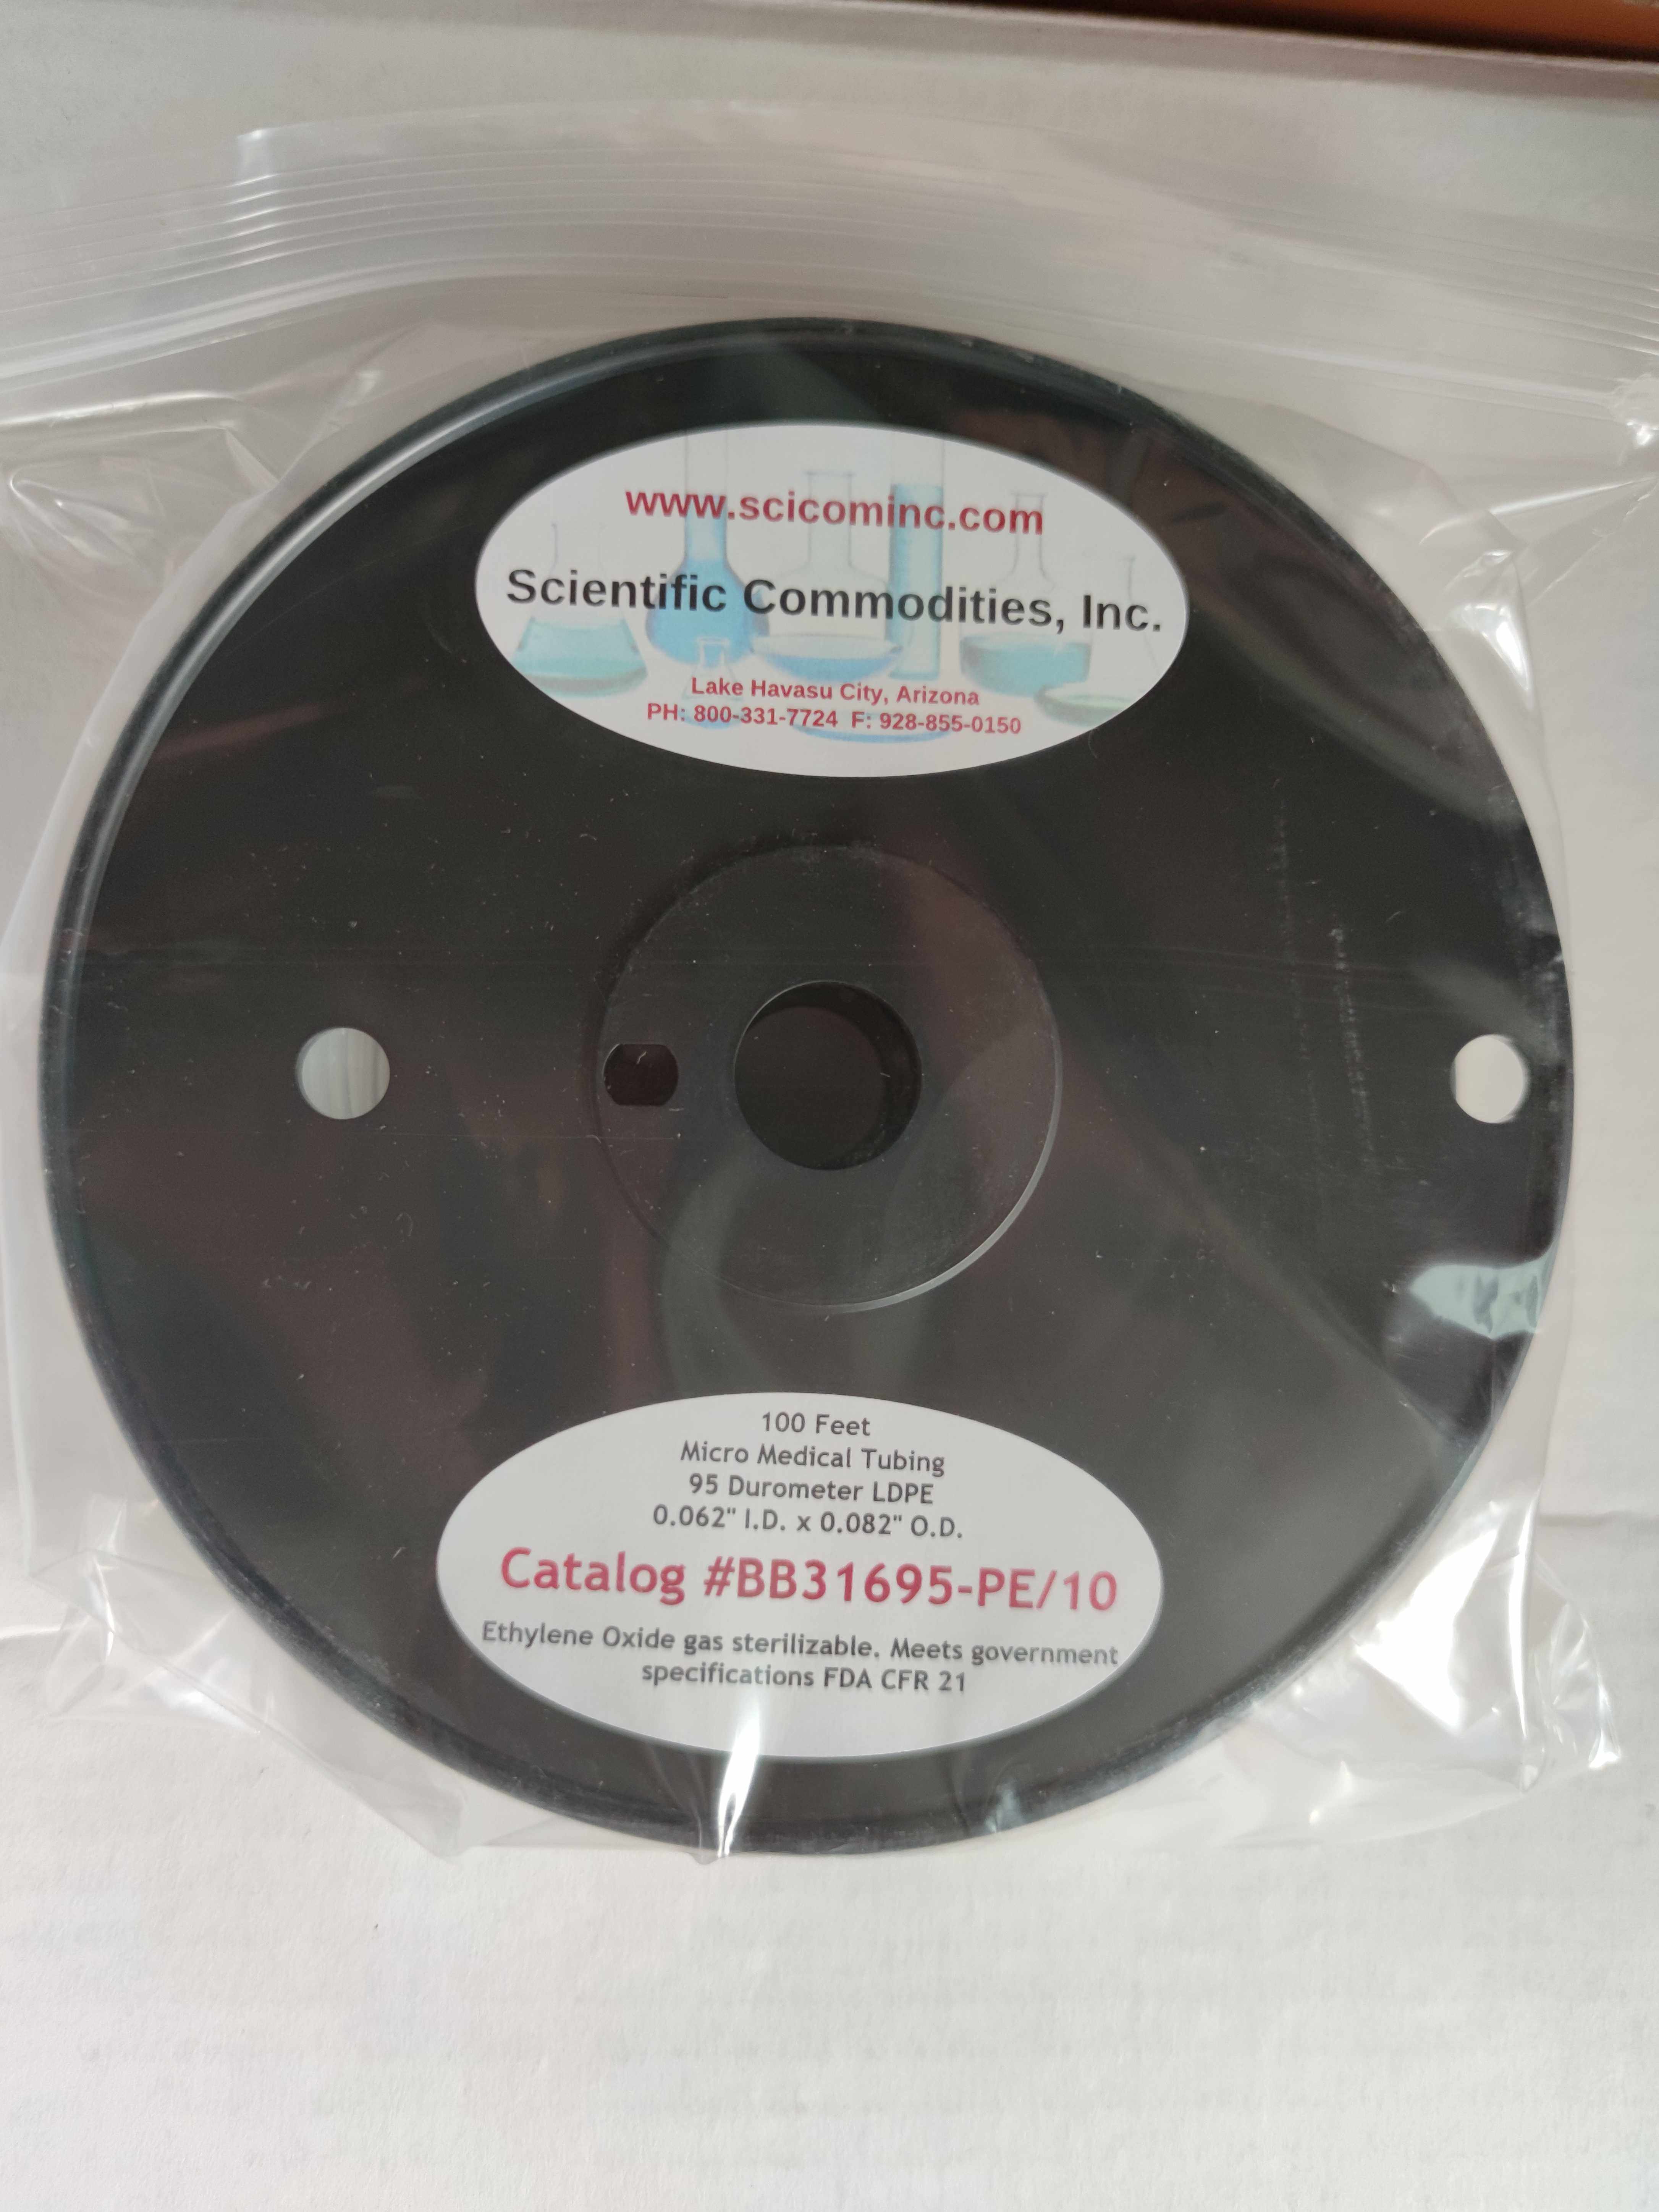 www.scicominc.com
Scientific Commodities, Inc.
Lake Havasu City, Arizona
PH: 800-331-7724 F: 928-855-0150
100 Feet
Micro Medical Tubing
95 Durometer LDPE
0.062" I.D. x 0.082" O.D.
Catalog #BB31695-PE/10
Ethylene Oxide gas sterilizable. Meets government
specifications FDA CFR 21